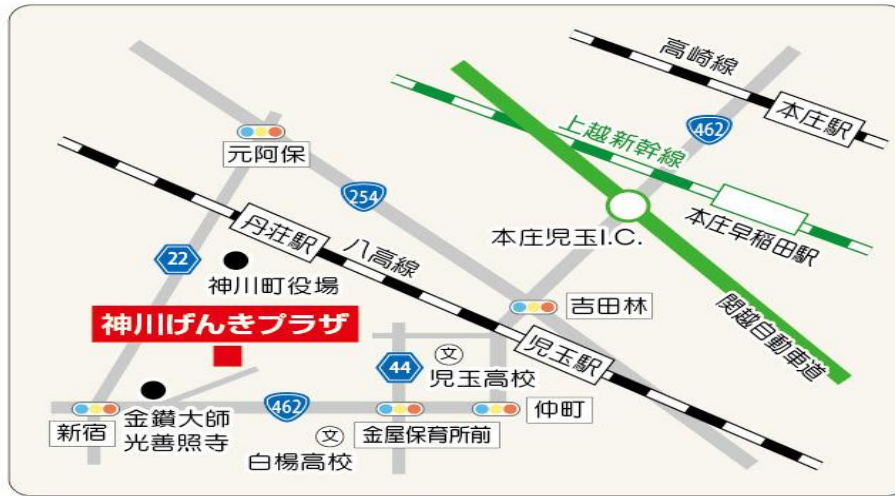 高崎線
本庄駅
462
上越新幹線
本庄早稲田駅
元阿保
254
本庄児玉I.C.
丹荘駅
八高線
22
神川町役場
関越自動車道
吉田林
神川げんきプラザ
児玉駅
44
文
児玉高校
462
新宿
金鑚大師
光善照寺
金屋保育所前
仲町
文
白楊高校